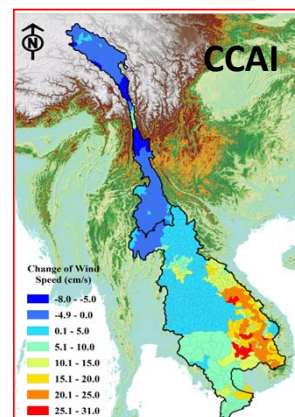 N
CCAI
Change of Wind
Speed (cm/s)
-8.0 - -5.0
-4.9 - 0.0
0.1 - 5.0
5.1 - 10.0
10.1 - 15.0
15.1 - 20.0
20.1 - 25.0
25.1 - 31.0